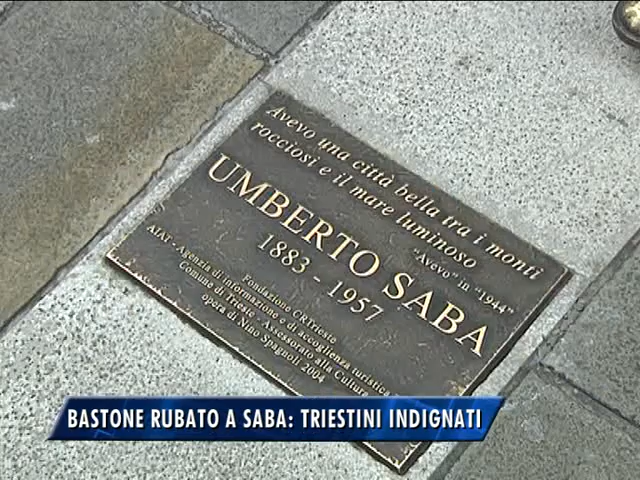 Avevo una città bella tra i monti
rocciosi e il mare luminoso
"Avevo" in "1944"
UMBERTO SABA
1883 - 1957
Fondazione CRTrieste
AIAT - Agenzia di informazione e di accoglienza turistica
Comune di Trieste - Assessorato alla Cultura
opera di Nino Spagnoli 2004
BASTONE RUBATO A SABA: TRIESTINI INDIGNATI